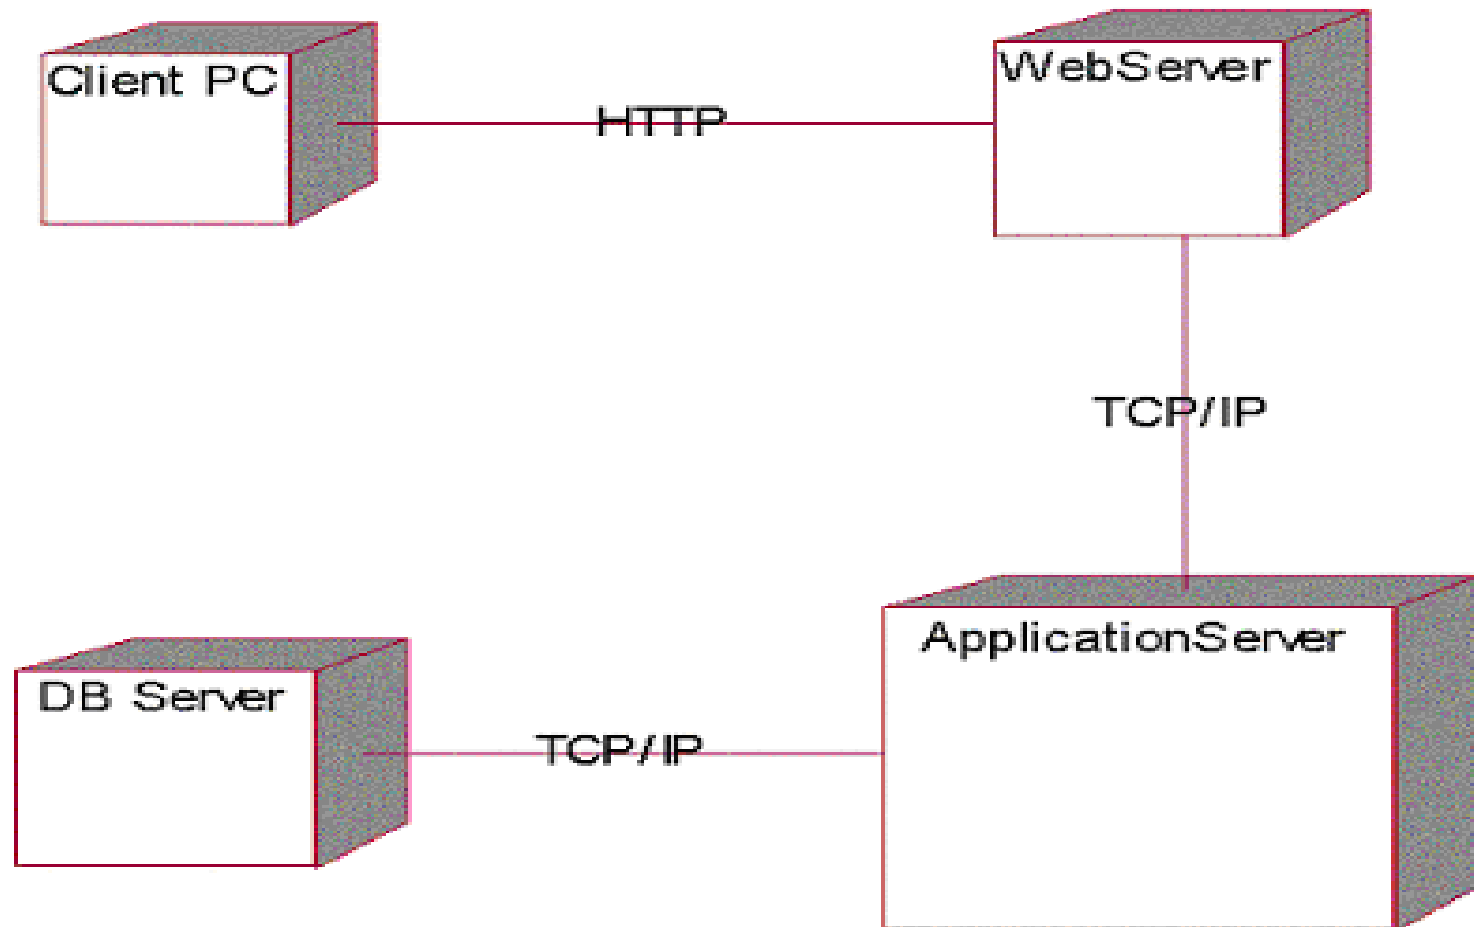 Client PC
WebServer
HTTP
TCP/IP
ApplicationServer
DB Server
TCP/IP